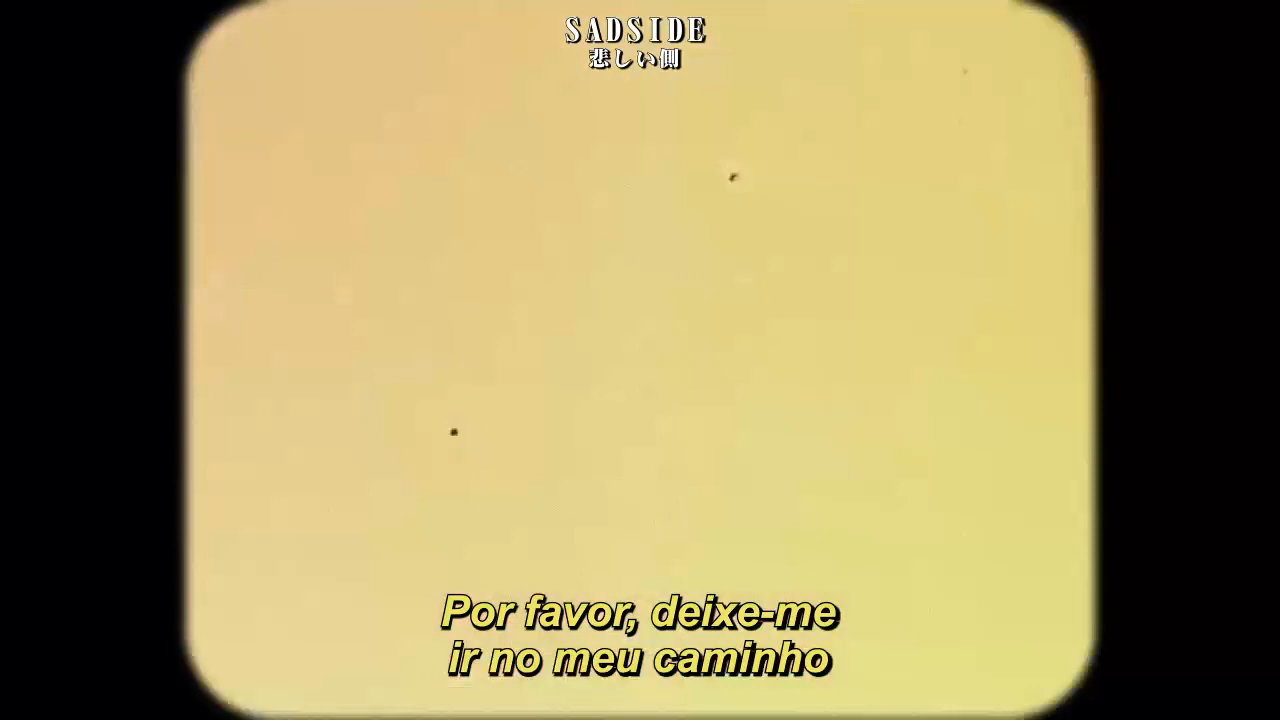 SADSIDE
悲しい側
Por favor, deixe-me
ir no meu caminho